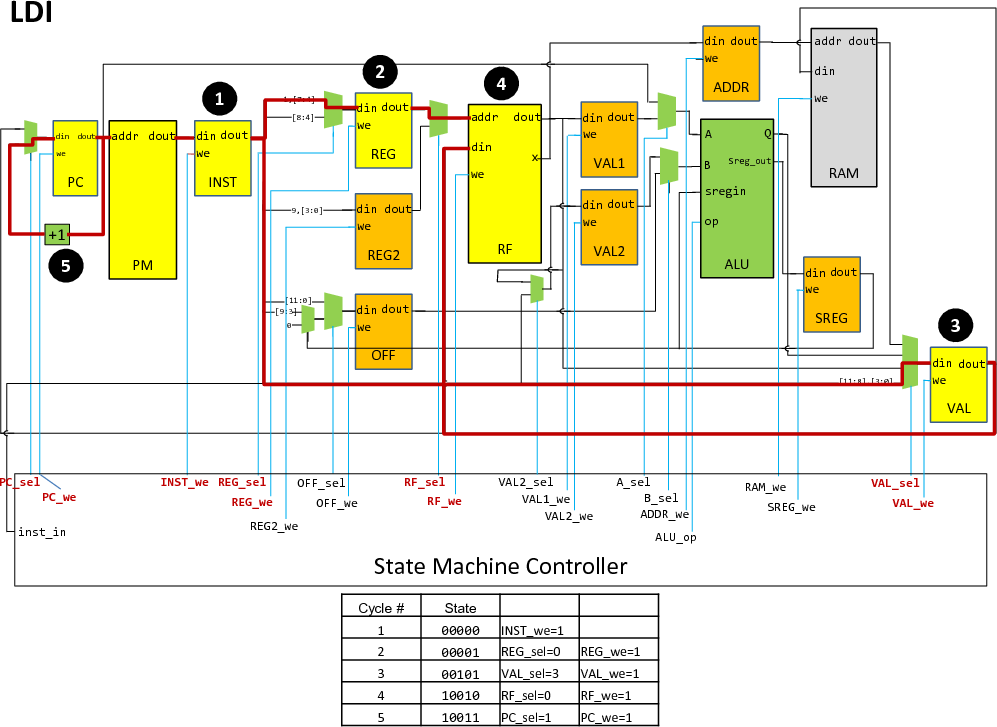 LDI
1
2
3
4
5
din dout
we
PC
+1
addr dout
PM
din dout
we
INST
[8:4]
din dout
we
REG
9,[3:0]
din dout
we
REG2
[11:0]
0
din dout
we
OFF
addr dout
din
we
x
RF
din dout
we
VAL1
din dout
we
VAL2
din dout
we
ADDR
A
B
sregin
op
Q
Sreg_out
ALU
addr dout
din
we
RAM
din dout
we
SREG
[11:8],[3:0]
din dout
we
VAL
PC_sel
PC_we
INST_we
REG_sel
REG_we
REG2_we
OFF_sel
OFF_we
RF_sel
RF_we
VAL2_sel
VAL1_we
VAL2_we
A_sel
B_sel
ADDR_we
ALU_op
RAM_we
SREG_we
VAL_sel
VAL_we
inst_in
State Machine Controller
Cycle # State
1 00000 INST_we=1
2 00001 REG_sel=0 REG_we=1
3 00101 VAL_sel=3 VAL_we=1
4 10010 RF_sel=0 RF_we=1
5 10011 PC_sel=1 PC_we=1